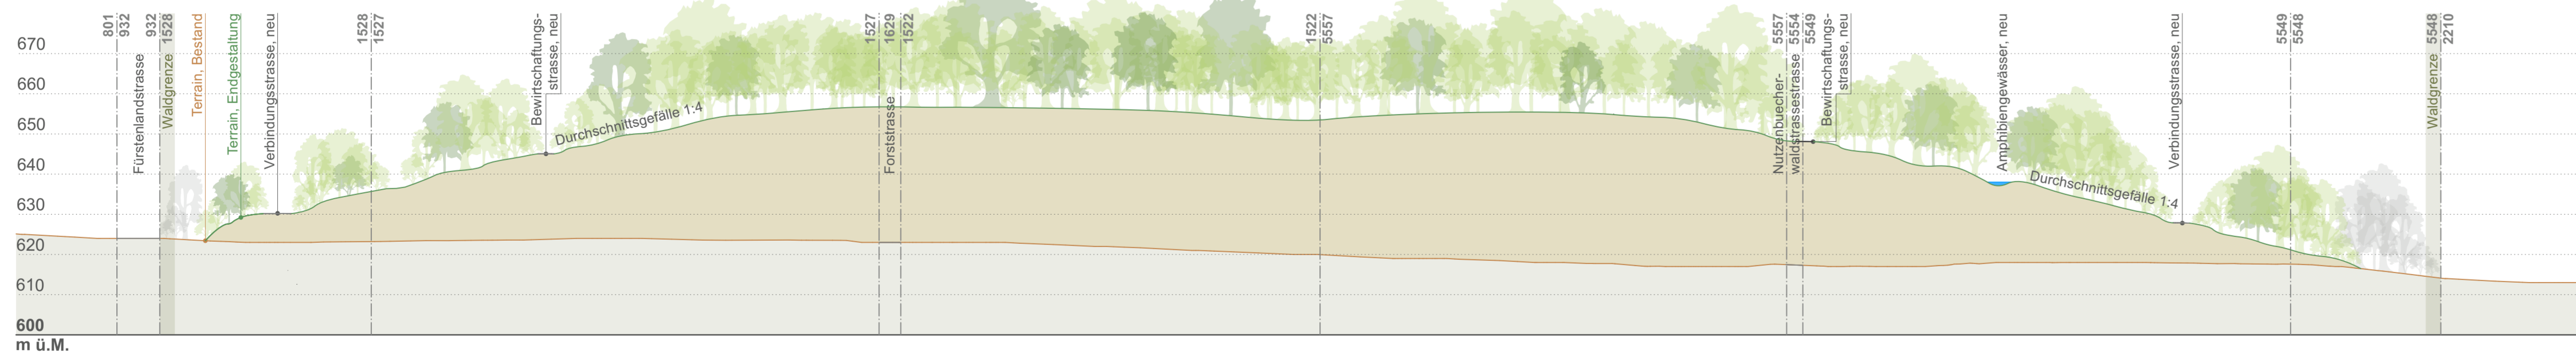 670
660
650
640
630
620
610
600
m ü.M.
801
932
Fürstenlandstrasse
932
1528
Waldgrenze
Terrain, Bestand
Terrain, Endgestaltung
Verbindungsstrasse, neu
1528
1527
Bewirtschaftungs-
strasse, neu
Durchschnittsgefälle 1:4
1527
1629
1522
Forststrasse
1522
5557
5557
5554
5549
Nutzenbuecher-
waldstrassestrasse
Bewirtschaftungs-
strasse, neu
Amphibiengewässer, neu
Durchschnittsgefälle 1:4
Verbindungsstrasse, neu
5549
5548
5548
2210
Waldgrenze